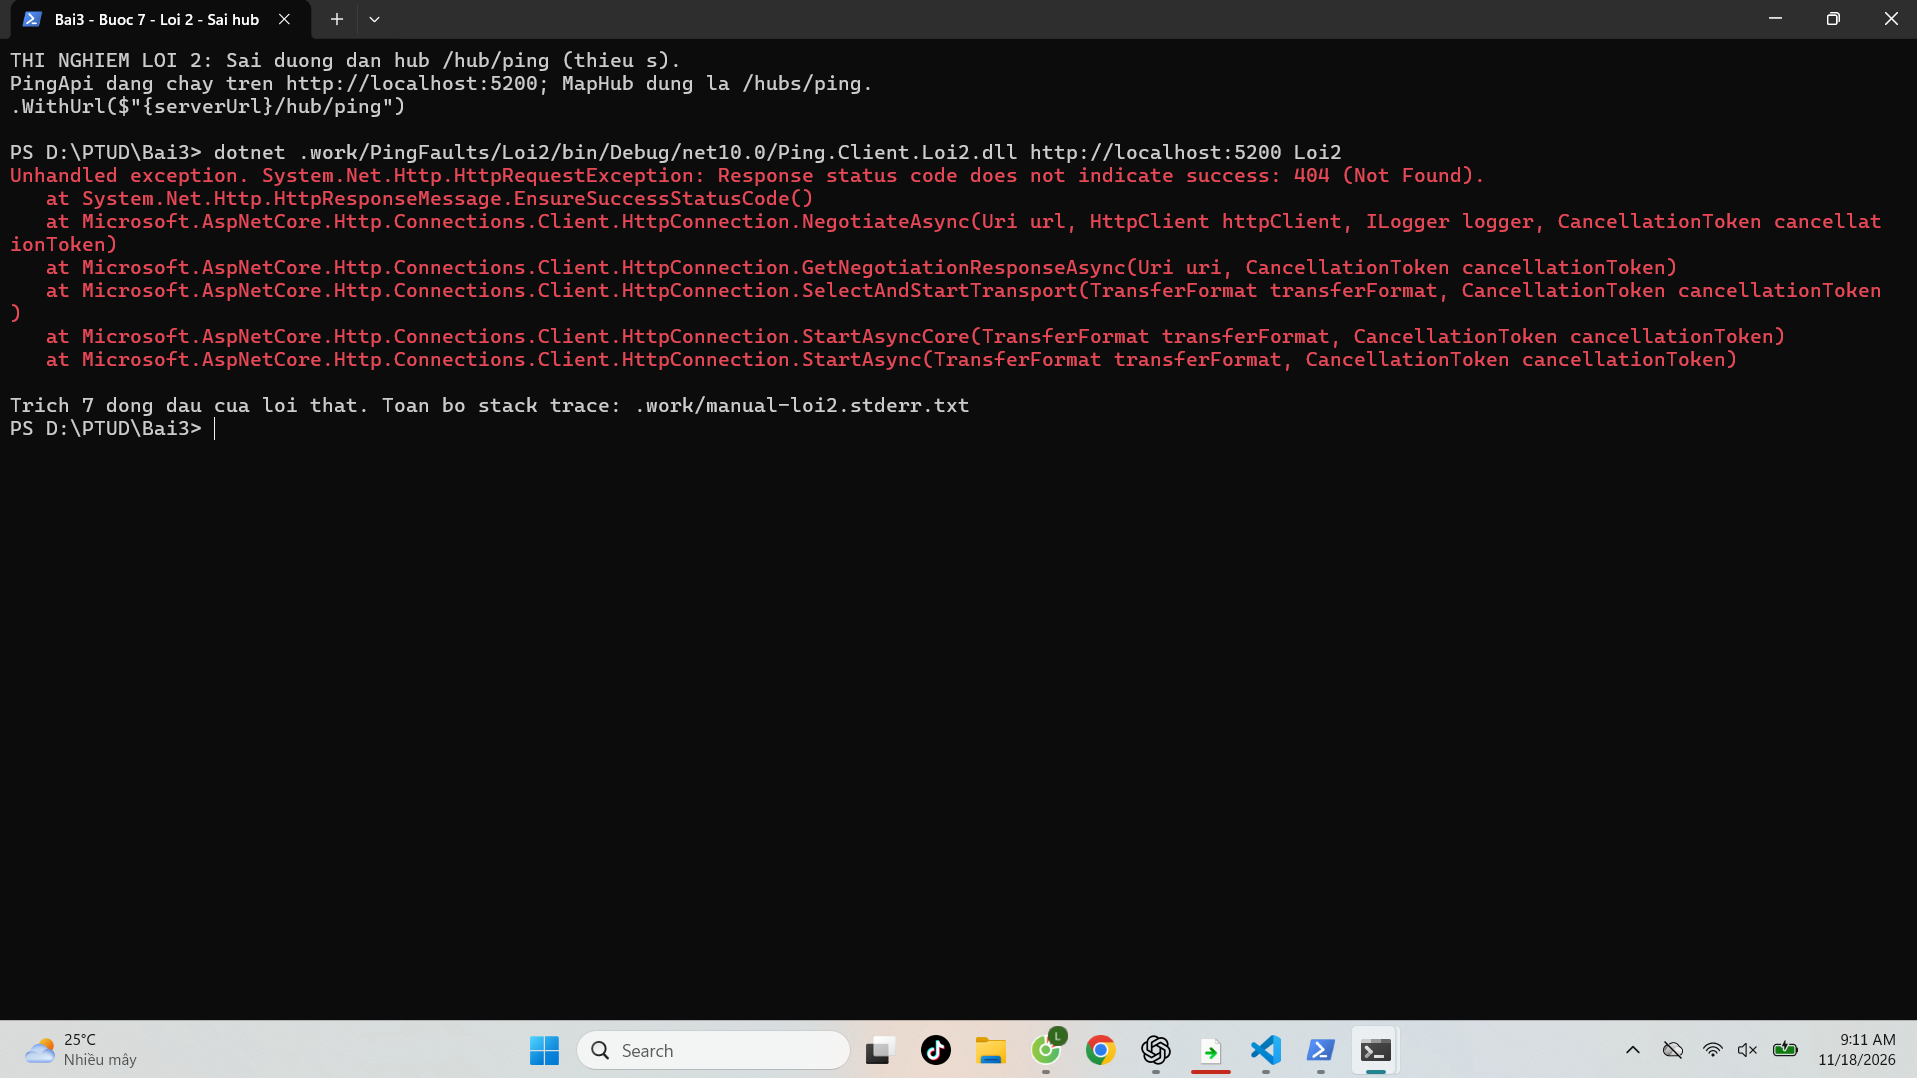 Bai3 - Buoc 7 - Loi 2 - Sai hub
THI NGHIEM LOI 2: Sai duong dan hub /hub/ping (thieu s).
PingApi dang chay tren http://localhost:5200; MapHub dung la /hubs/ping.
.WithUrl($"{serverUrl}/hub/ping")
PS D:\PTUD\Bai3> dotnet .work/PingFaults/Loi2/bin/Debug/net10.0/Ping.Client.Loi2.dll http://localhost:5200 Loi2
Unhandled exception. System.Net.Http.HttpRequestException: Response status code does not indicate success: 404 (Not Found).
at System.Net.Http.HttpResponseMessage.EnsureSuccessStatusCode()
at Microsoft.AspNetCore.Http.Connections.Client.HttpConnection.NegotiateAsync(Uri url, HttpClient httpClient, ILogger logger, CancellationToken cancellat
ionToken)
at Microsoft.AspNetCore.Http.Connections.Client.HttpConnection.GetNegotiationResponseAsync(Uri uri, CancellationToken cancellationToken)
at Microsoft.AspNetCore.Http.Connections.Client.HttpConnection.SelectAndStartTransport(TransferFormat transferFormat, CancellationToken cancellationToken
)
at Microsoft.AspNetCore.Http.Connections.Client.HttpConnection.StartAsyncCore(TransferFormat transferFormat, CancellationToken cancellationToken)
at Microsoft.AspNetCore.Http.Connections.Client.HttpConnection.StartAsync(TransferFormat transferFormat, CancellationToken cancellationToken)
Trich 7 dong dau cua loi that. Toan bo stack trace: .work/manual-loi2.stderr.txt
PS D:\PTUD\Bai3>
25°C
Nhiều mây
Search
L
9:11 AM
11/18/2026